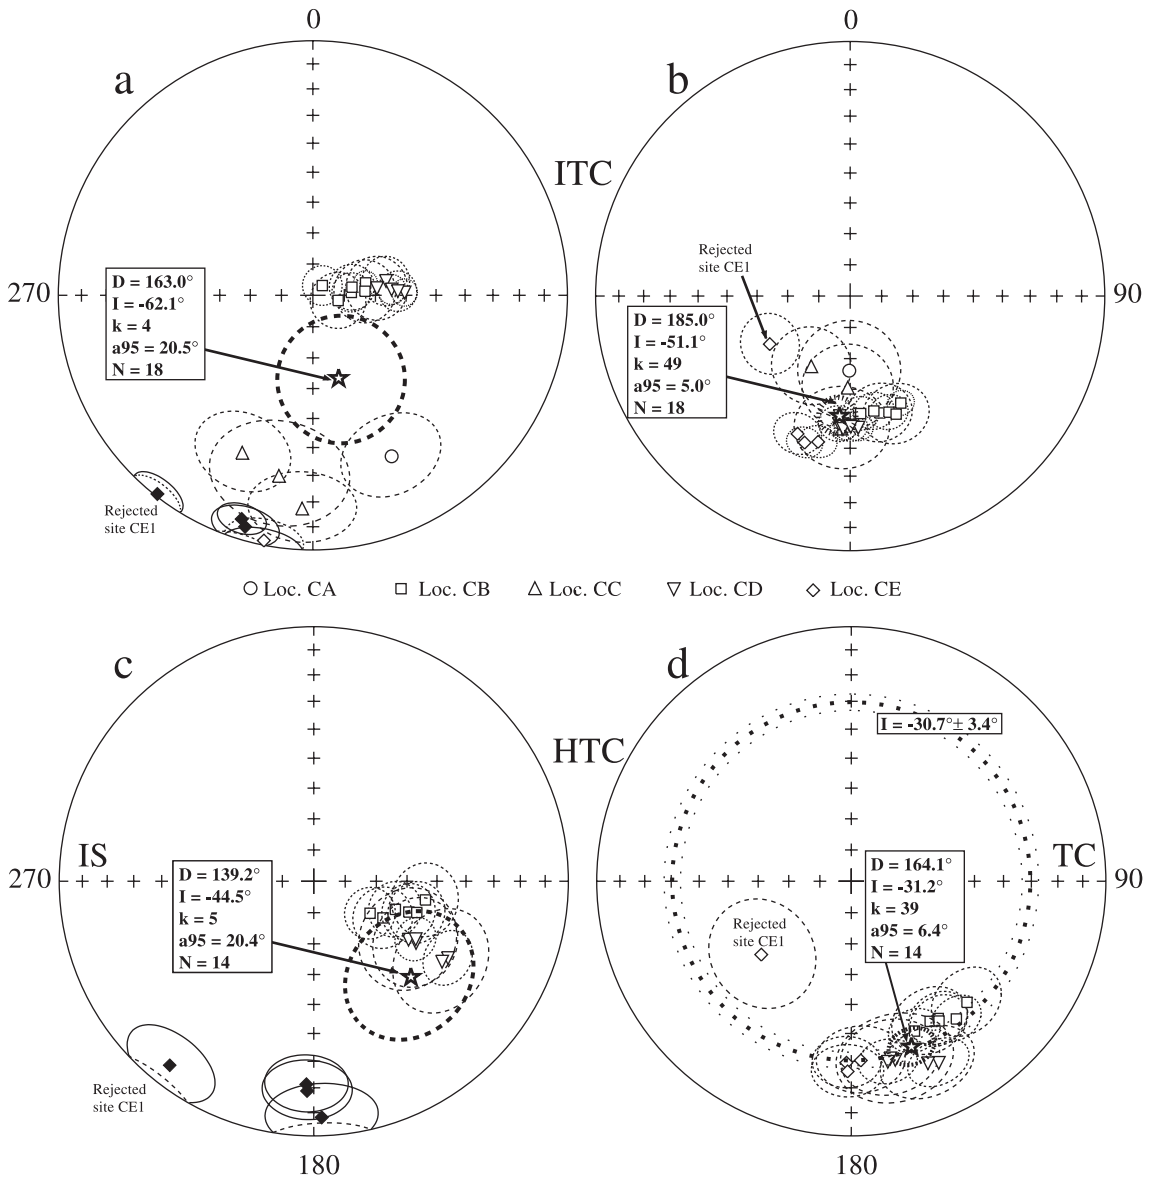 0
0
a
b
ITC
Rejected
site CE1
D = 163.0°
I = -62.1°
k = 4
a95 = 20.5°
N = 18
270
90
D = 185.0°
I = -51.1°
k = 49
a95 = 5.0°
N = 18
Rejected
site CE1
Loc. CA
Loc. CB
Loc. CC
Loc. CD
Loc. CE
c
d
I = -30.7°± 3.4°
HTC
IS
TC
270
90
D = 139.2°
I = -44.5°
k = 5
a95 = 20.4°
N = 14
D = 164.1°
I = -31.2°
k = 39
a95 = 6.4°
N = 14
Rejected
site CE1
Rejected
site CE1
180
180